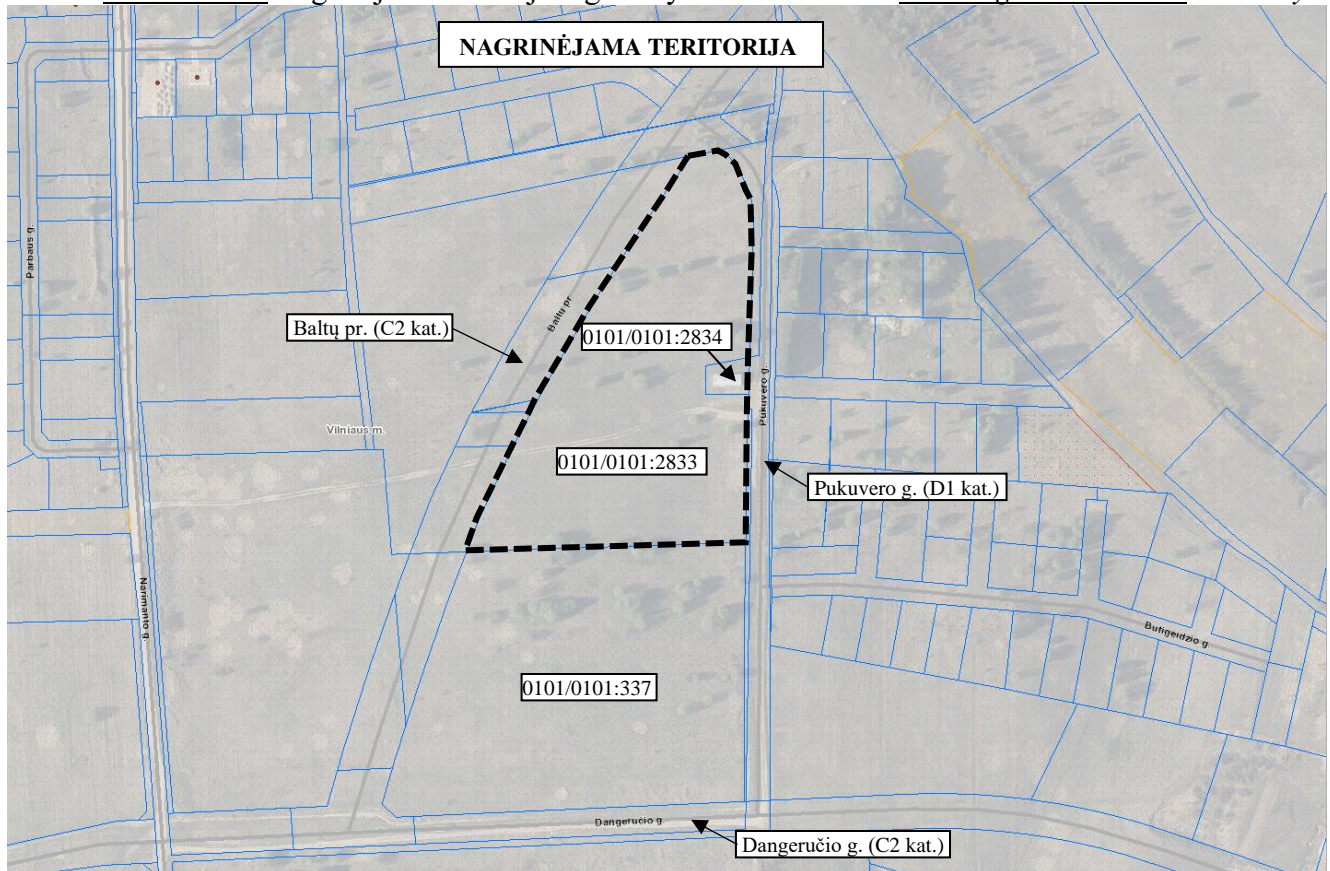 NAGRINĖJAMA TERITORIJA
Parbaus g.
Baltų pr.
0101/0101:2834
Baltų pr. (C2 kat.)
Pukuvero g.
Vilniaus m.
0101/0101:2833
Pukuvero g. (D1 kat.)
Narimanto g.
Butigeidžio g.
0101/0101:337
Dangeručio g.
Dangeručio g. (C2 kat.)